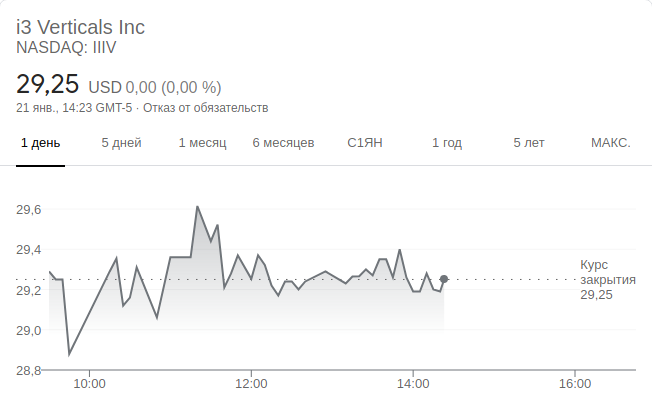 i3 Verticals Inc
NASDAQ: IIIV
29,25 USD 0,00 (0,00 %)
21 янв., 14:23 GMT-5 · Отказ от обязательств
1 день 5 дней 1 месяц 6 месяцев С1ЯН 1 год 5 лет МАКС.
29,6
29,4
29,2
29,0
28,8
Курс
закрытия
29,25
10:00 12:00 14:00 16:00